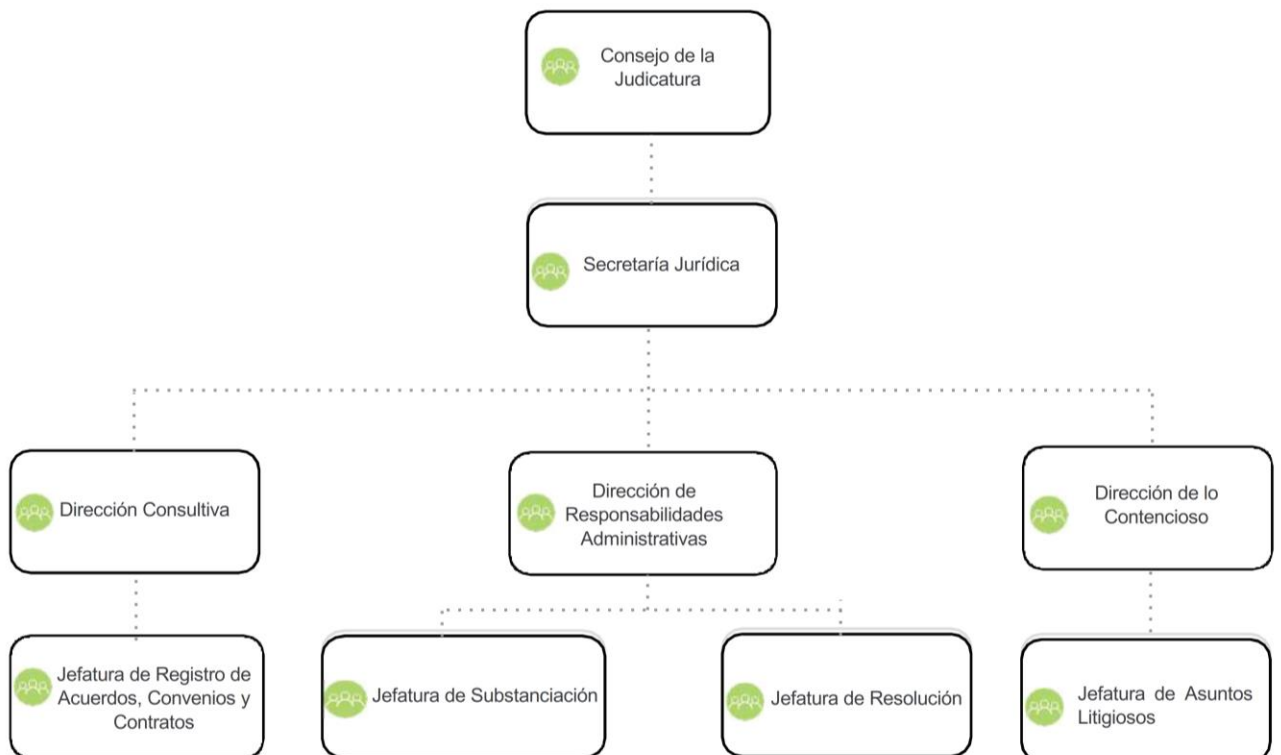 Consejo de la
Judicatura
Secretaría Jurídica
Dirección Consultiva
Dirección de
Responsabilidades
Administrativas
Dirección de lo
Contencioso
Jefatura de Registro de
Acuerdos, Convenios y
Contratos
Jefatura de Substanciación
Jefatura de Resolución
Jefatura de Asuntos
Litigiosos